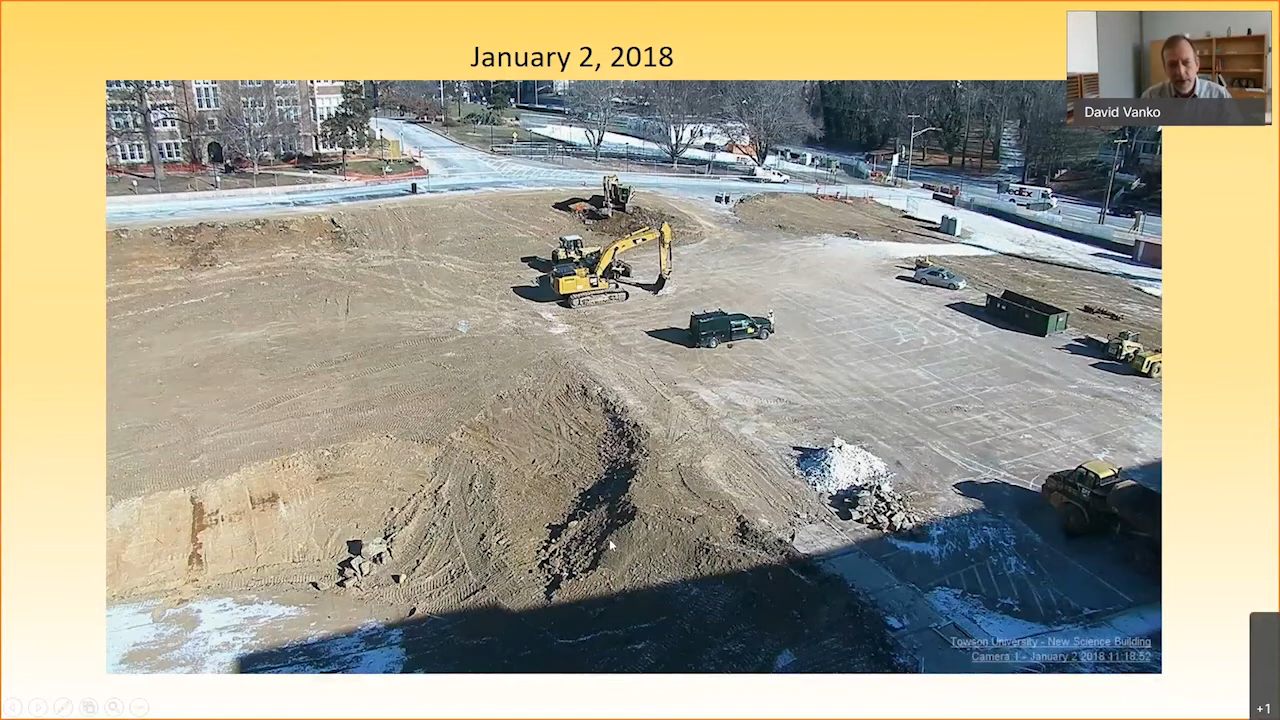 January 2, 2018
David Vanko
Towson University - New Science Building
Camera 1 - January 2 2018 11:18:52
+1